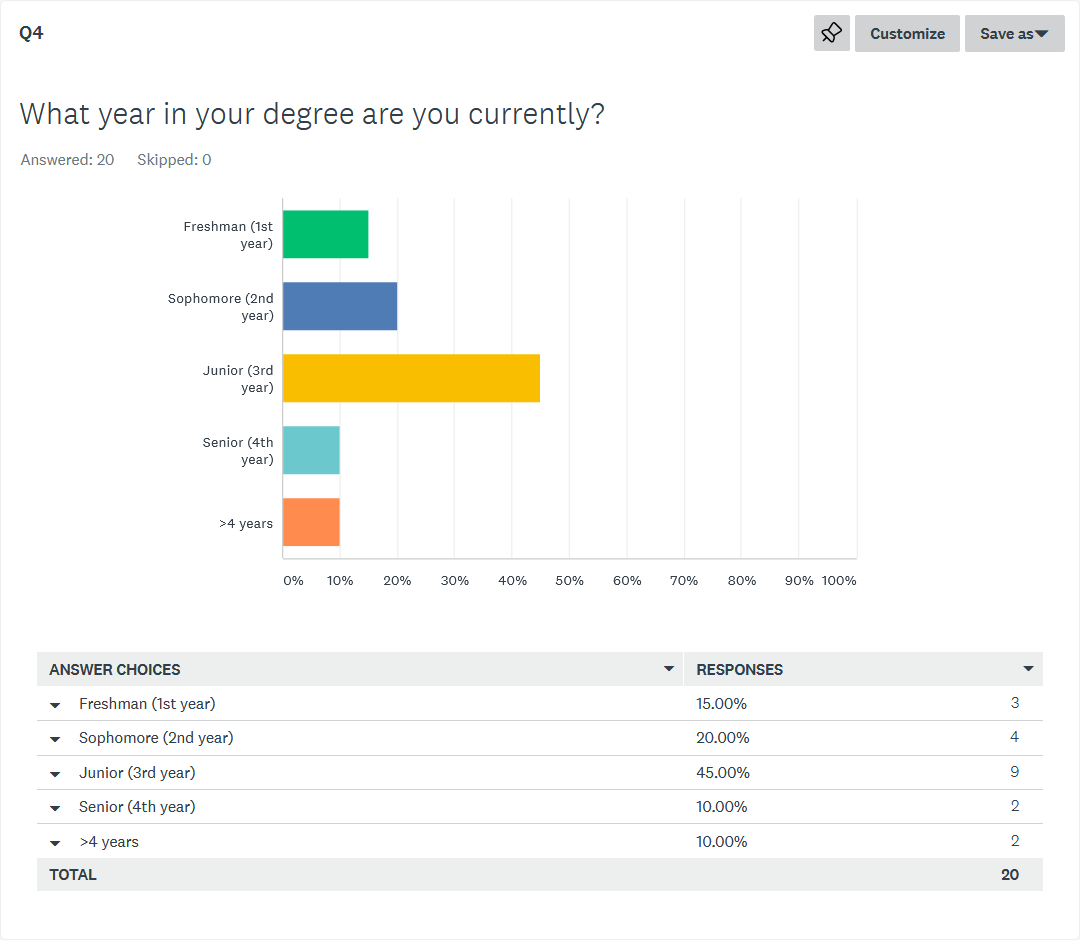 Q4
Customize
Save as
What year in your degree are you currently?
Answered: 20 Skipped: 0
Freshman (1st
year)
Sophomore (2nd
year)
Junior (3rd
year)
Senior (4th
year)
>4 years
0% 10% 20% 30% 40% 50% 60% 70% 80% 90% 100%
ANSWER CHOICES RESPONSES
Freshman (1st year) 15.00% 3
Sophomore (2nd year) 20.00% 4
Junior (3rd year) 45.00% 9
Senior (4th year) 10.00% 2
>4 years 10.00% 2
TOTAL 20